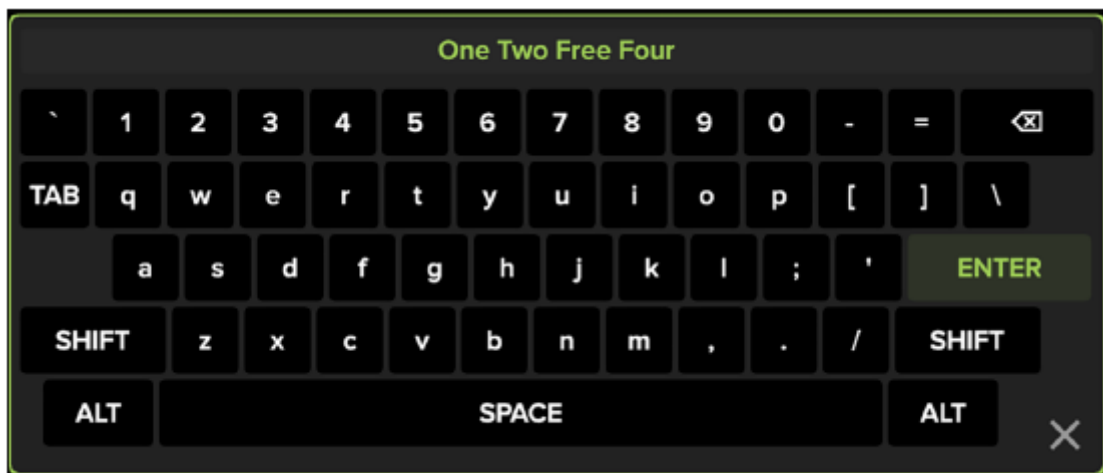 One Two Free Four
` 1 2 3 4 5 6 7 8 9 0 - =
TAB q w e r t y u i o p [ ] \
a s d f g h j k l ; ' ENTER
SHIFT z x c v b n m , . / SHIFT
ALT SPACE ALT